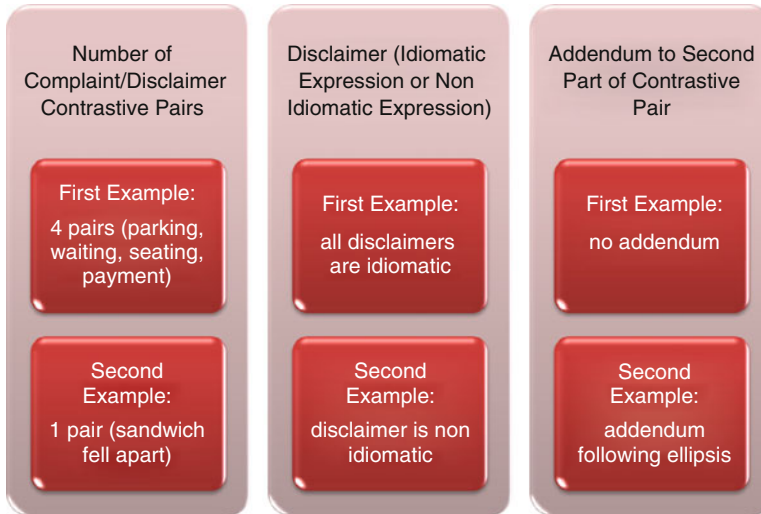 Number of
Complaint/Disclaimer
Contrastive Pairs
First Example:
4 pairs (parking,
waiting, seating,
payment)
Second
Example:
1 pair (sandwich
fell apart)
Disclaimer (Idiomatic
Expression or Non
Idiomatic Expression)
First Example:
all disclaimers
are idiomatic
Second
Example:
disclaimer is non
idiomatic
Addendum to Second
Part of Contrastive
Pair
First Example:
no addendum
Second
Example:
addendum
following ellipsis